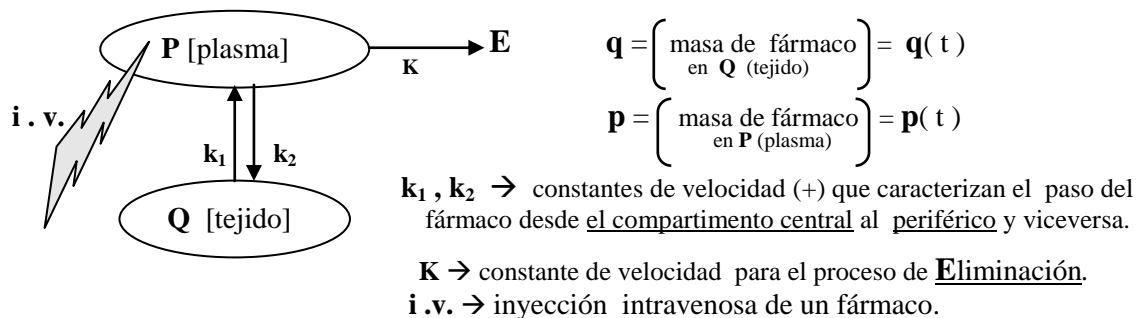 P [plasma]
E
K
i . v.
k₁
k₂
Q [tejido]
q = ( masa de fármaco ) = q( t )
en Q (tejido)
p = ( masa de fármaco ) = p( t )
en P (plasma)
k₁ , k₂ → constantes de velocidad (+) que caracterizan el paso del
fármaco desde el compartimento central al periférico y viceversa.
K → constante de velocidad para el proceso de Eliminación.
i .v. → inyección intravenosa de un fármaco.